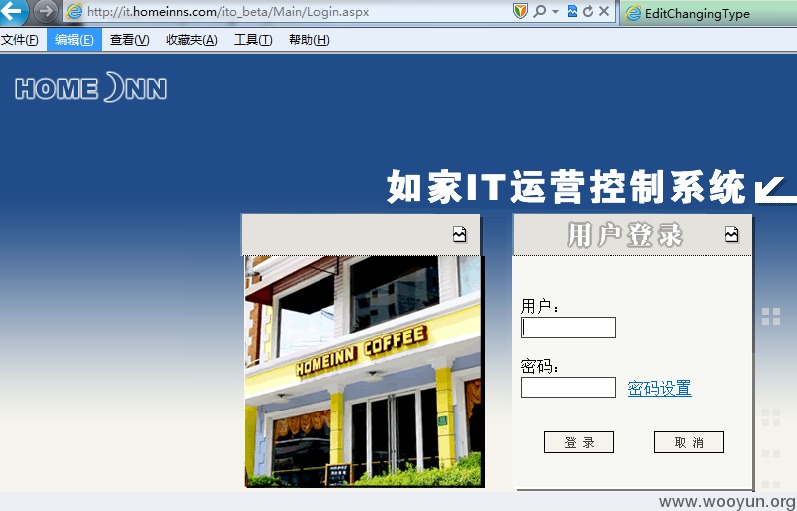 http://it.homeinns.com/ito_beta/Main/Login.aspx
EditChangingType
文件(F) 编辑(E) 查看(V) 收藏夹(A) 工具(T) 帮助(H)
HOME INN
如家IT运营控制系统
用户登录
用户：
HOMEINN COFFEE
密码：
密码设置
登 录 取 消
www.wooyun.org